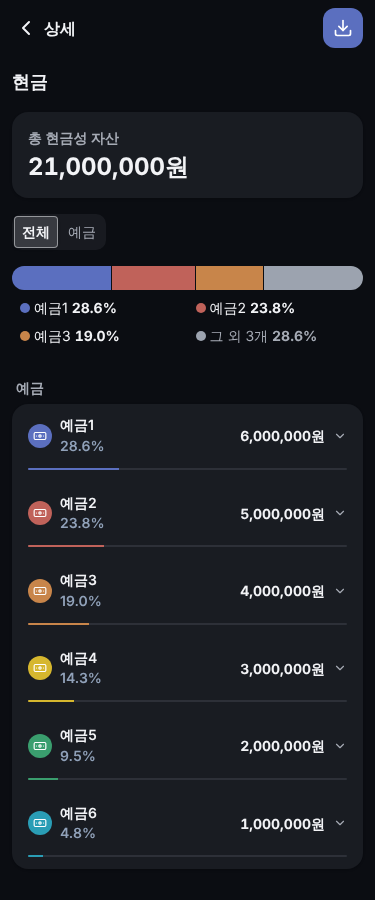 상세
현금
총 현금성 자산
21,000,000원
전체 예금
예금1 28.6% 예금2 23.8%
예금3 19.0% 그 외 3개 28.6%
예금
예금1
28.6%
6,000,000원
예금2
23.8%
5,000,000원
예금3
19.0%
4,000,000원
예금4
14.3%
3,000,000원
예금5
9.5%
2,000,000원
예금6
4.8%
1,000,000원